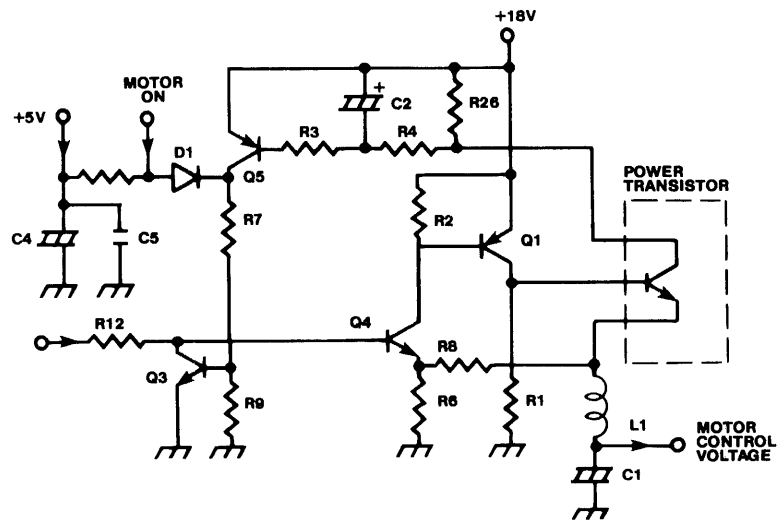 +18V
MOTOR
ON
+
C2
R26
+5V
D1
R3
R4
Q5
POWER
TRANSISTOR
R7
R2
Q1
C4
C5
R12
Q4
R8
Q3
R9
R6
R1
L1
MOTOR
CONTROL
VOLTAGE
C1